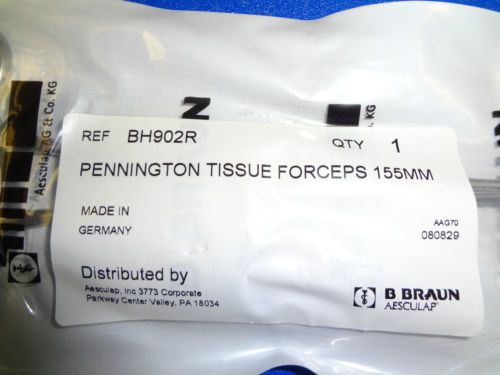 Aesculap AG & Co. KG
KG
N
REF BH902R QTY 1
PENNINGTON TISSUE FORCEPS 155MM
MADE IN
GERMANY
AAG70
080829
Distributed by
Aesculap, Inc 3773 Corporate
Parkway Center Valley, PA 18034
B BRAUN
AESCULAP